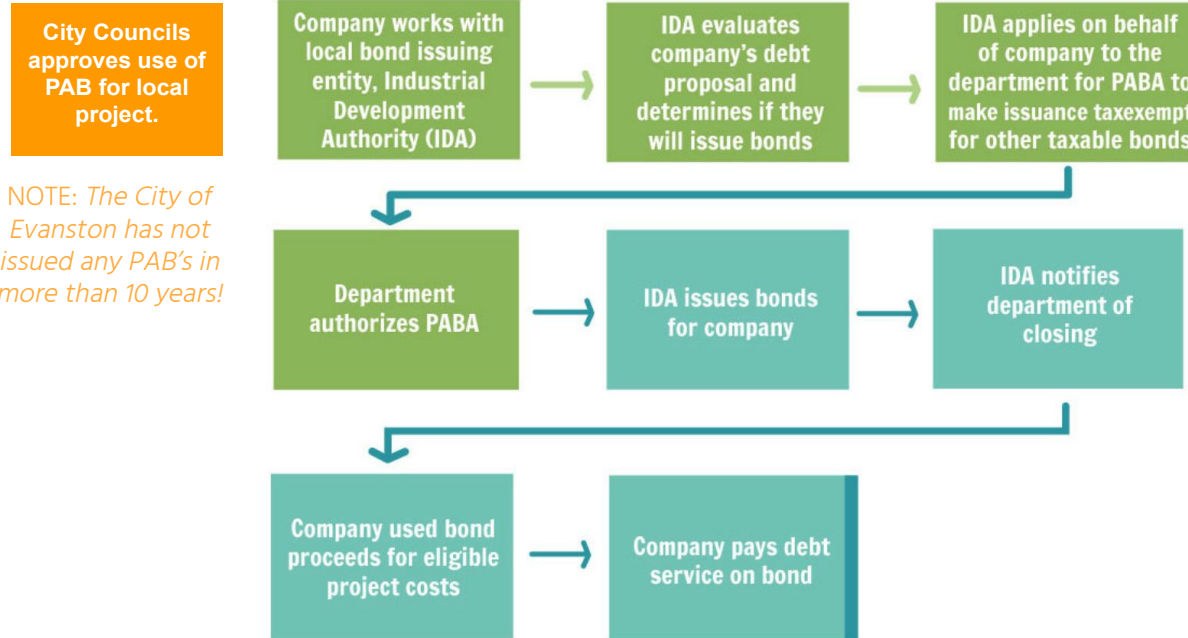 City Councils
approves use of
PAB for local
project.
NOTE: The City of
Evanston has not
issued any PAB's in
more than 10 years!
Company works with
local bond issuing
entity, Industrial
Development
Authority (IDA)
IDA evaluates
company's debt
proposal and
determines if they
will issue bonds
IDA applies on behalf
of company to the
department for PABA to
make issuance taxexempt
for other taxable bonds
Department
authorizes PABA
IDA issues bonds
for company
IDA notifies
department of
closing
Company used bond
proceeds for eligible
project costs
Company pays debt
service on bond